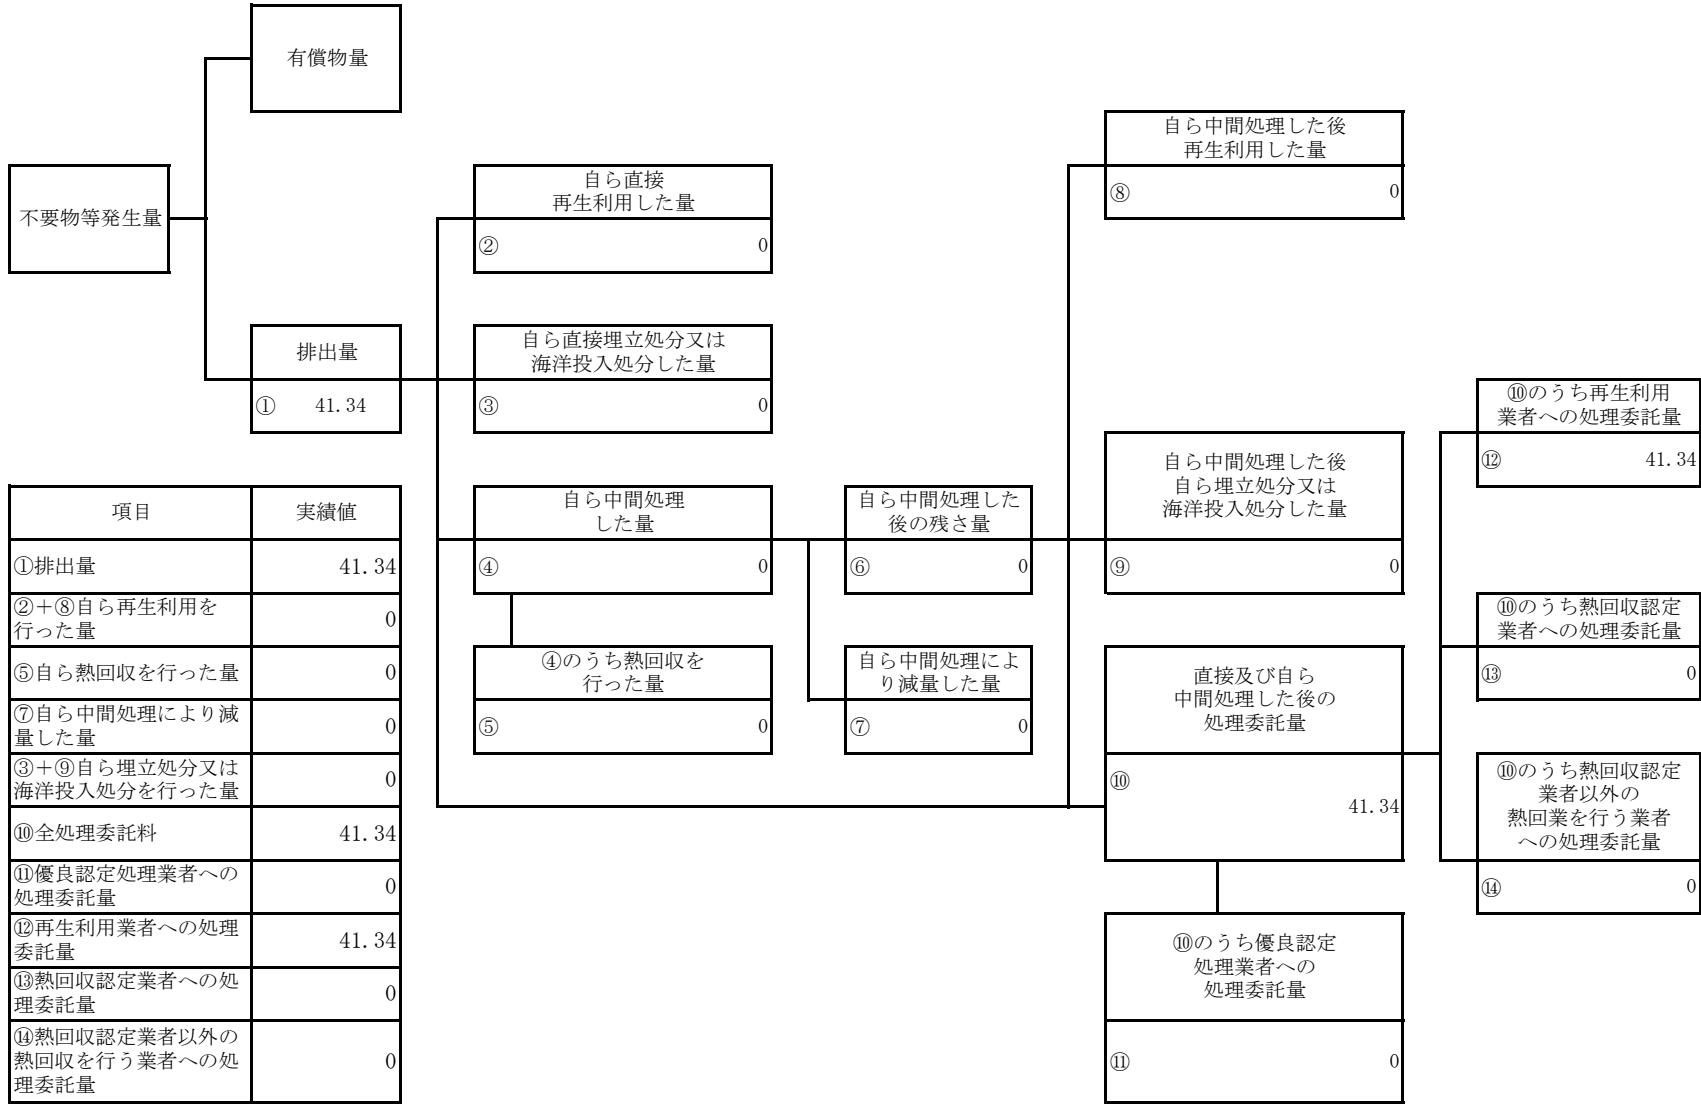 有償物量
自ら中間処理した後
再生利用した量
⑧ 0
不要物等発生量
自ら直接
再生利用した量
② 0
排出量
① 41.34
自ら直接埋立処分又は
海洋投入処分した量
③ 0
⑩のうち再生利用
業者への処理委託量
⑫ 41.34
自ら中間処理した後
自ら埋立処分又は
海洋投入処分した量
⑨ 0
自ら中間処理
した量
④ 0
自ら中間処理した
後の残さ量
⑥ 0
⑩のうち熱回収認定
業者への処理委託量
⑬ 0
④のうち熱回収を
行った量
⑤ 0
自ら中間処理によ
り減量した量
⑦ 0
直接及び自ら
中間処理した後の
処理委託量
⑩
41.34
⑩のうち熱回収認定
業者以外の
熱回業を行う業者
への処理委託量
⑭ 0
⑩のうち優良認定
処理業者への
処理委託量
⑪ 0
項目 実績値
①排出量 41.34
②＋⑧自ら再生利用を
行った量 0
⑤自ら熱回収を行った量 0
⑦自ら中間処理により減
量した量 0
③＋⑨自ら埋立処分又は
海洋投入処分を行った量 0
⑩全処理委託料 41.34
⑪優良認定処理業者への
処理委託量 0
⑫再生利用業者への処理
委託量 41.34
⑬熱回収認定業者への処
理委託量 0
⑭熱回収認定業者以外の
熱回収を行う業者への処
理委託量 0